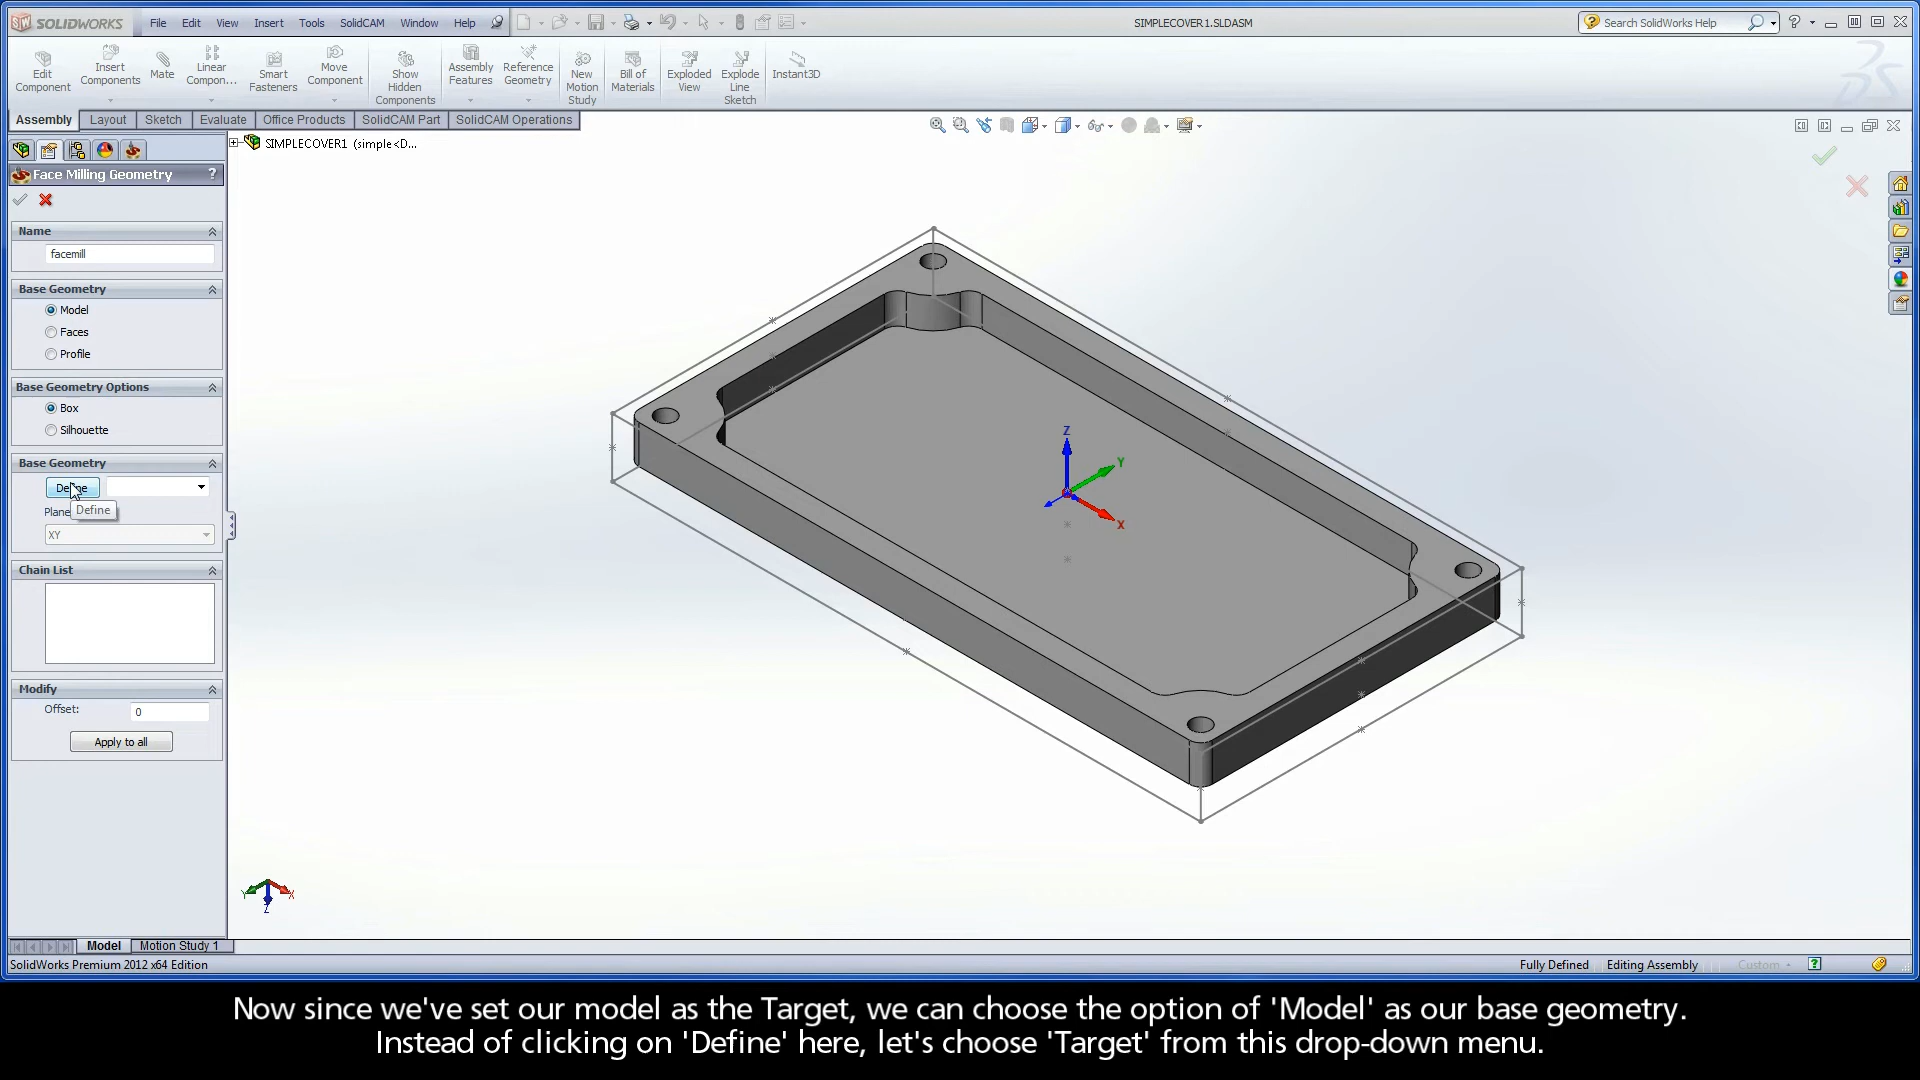 SOLIDWORKS File Edit View Insert Tools SolidCAM Window Help SIMPLECOVER1.SLDASM Search SolidWorks Help
Edit Component
Insert Components
Mate
Linear Compon...
Smart Fasteners
Move Component
Show Hidden Components
Assembly Features
Reference Geometry
New Motion Study
Bill of Materials
Exploded View
Explode Line Sketch
Instant3D
Assembly Layout Sketch Evaluate Office Products SolidCAM Part SolidCAM Operations
SIMPLECOVER1 (simple<D...
Face Milling Geometry ?
Name
facemill
Base Geometry
Model
Faces
Profile
Base Geometry Options
Box
Silhouette
Base Geometry
Define
Define
Plane
XY
Chain List
Modify
Offset: 0
Apply to all
Z
Y
X
Y X
Z
Model Motion Study 1
SolidWorks Premium 2012 x64 Edition Fully Defined Editing Assembly Custom
Now since we've set our model as the Target, we can choose the option of 'Model' as our base geometry.
Instead of clicking on 'Define' here, let's choose 'Target' from this drop-down menu.